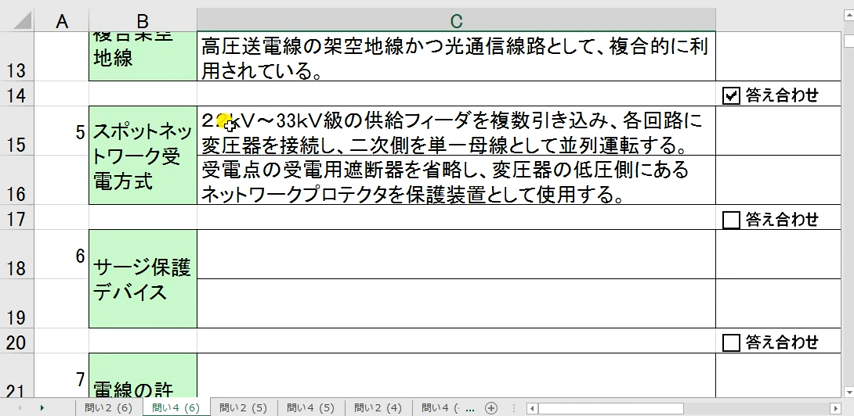 A B C
複合架空
地線
高圧送電線の架空地線かつ光通信線路として、複合的に利
用されている。
13
14 答え合わせ
5
スポットネッ
トワーク受
電方式
22kV～33kV級の供給フィーダを複数引き込み、各回路に
変圧器を接続し、二次側を単一母線として並列運転する。
15
受電点の受電用遮断器を省略し、変圧器の低圧側にある
ネットワークプロテクタを保護装置として使用する。
16
17 答え合わせ
6
サージ保護
デバイス
18
19
20 答え合わせ
7
電線の許
21
問い2 (6) 問い4 (6) 問い2 (5) 問い4 (5) 問い2 (4) 問い4 ( ...